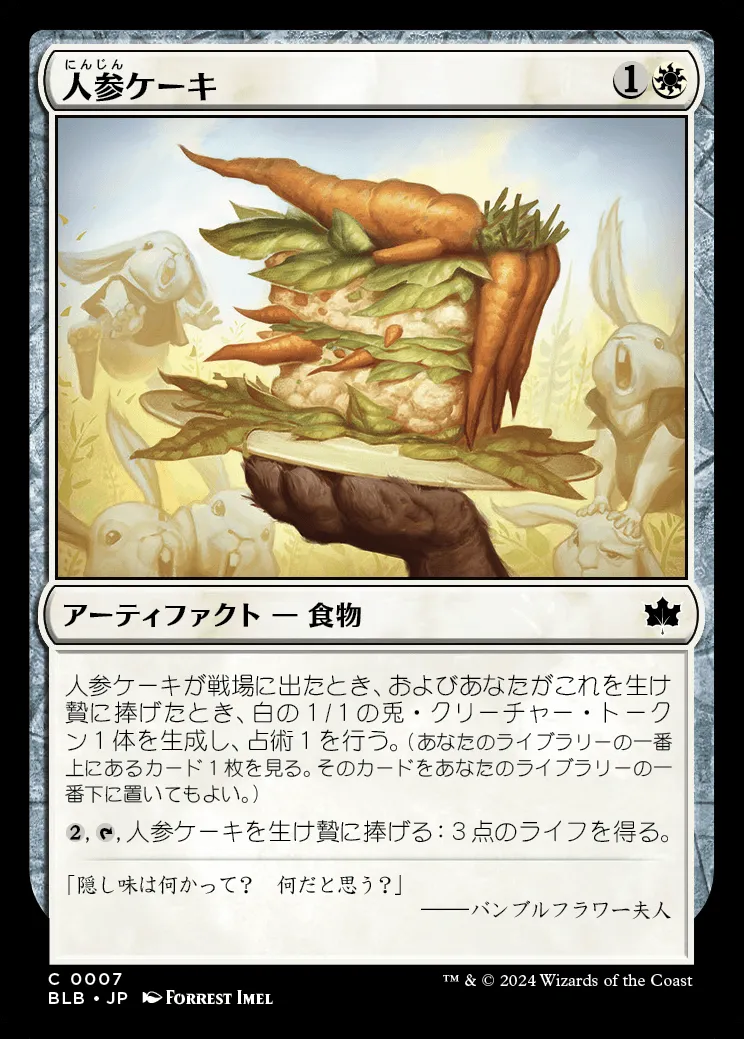 にんじん
人参ケーキ
1
アーティファクト — 食物
人参ケーキが戦場に出たとき、およびあなたがこれを生け
贄に捧げたとき、白の1/1の兎・クリーチャー・トーク
ン1体を生成し、占術1を行う。（あなたのライブラリーの一番
上にあるカード1枚を見る。そのカードをあなたのライブラリーの一
番下に置いてもよい。）
2, , 人参ケーキを生け贄に捧げる：3点のライフを得る。
「隠し味は何かって？　何だと思う？」
――バンブルフラワー夫人
C 0007
BLB • JP Forrest Imel
™ & © 2024 Wizards of the Coast